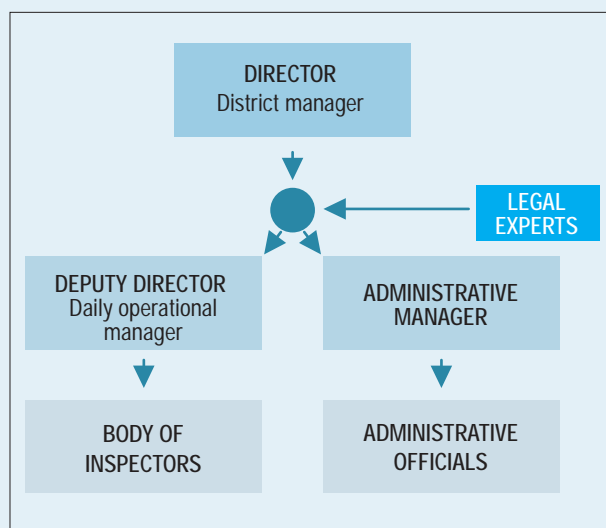 DIRECTOR
District manager
LEGAL
EXPERTS
DEPUTY DIRECTOR
Daily operational
manager
ADMINISTRATIVE
MANAGER
BODY OF
INSPECTORS
ADMINISTRATIVE
OFFICIALS